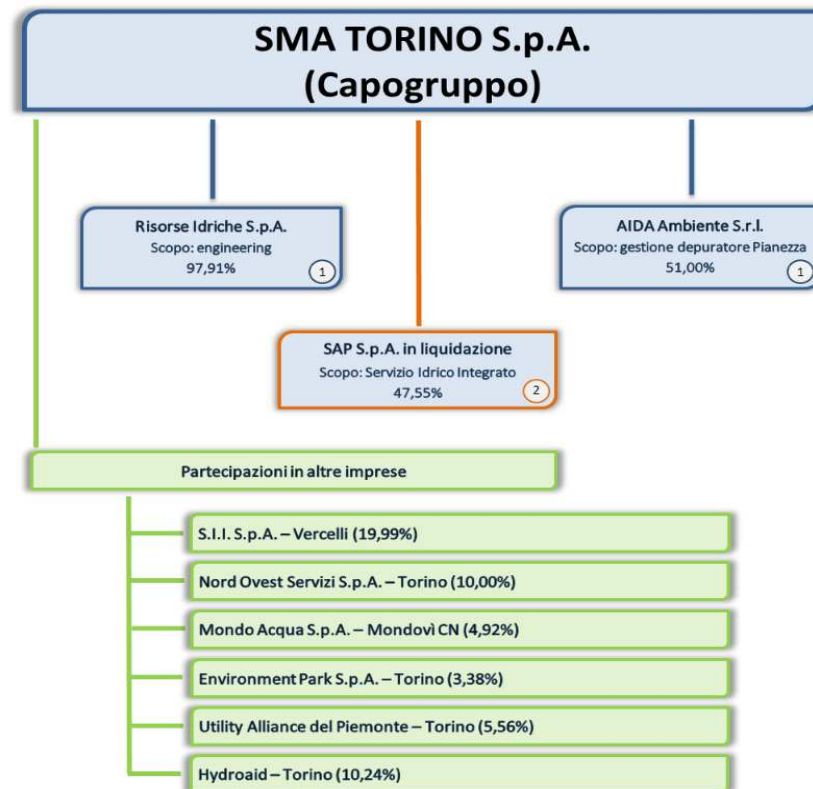 SMA TORINO S.p.A.
(Capogruppo)
Risorse Idriche S.p.A.
Scopo: engineering
97,91%
1
AIDA Ambiente S.r.l.
Scopo: gestione depuratore Pianezza
51,00%
1
SAP S.p.A. in liquidazione
Scopo: Servizio Idrico Integrato
47,55%
2
Partecipazioni in altre imprese
S.I.I. S.p.A. – Vercelli (19,99%)
Nord Ovest Servizi S.p.A. – Torino (10,00%)
Mondo Acqua S.p.A. – Mondovì CN (4,92%)
Environment Park S.p.A. – Torino (3,38%)
Utility Alliance del Piemonte – Torino (5,56%)
Hydroaid – Torino (10,24%)